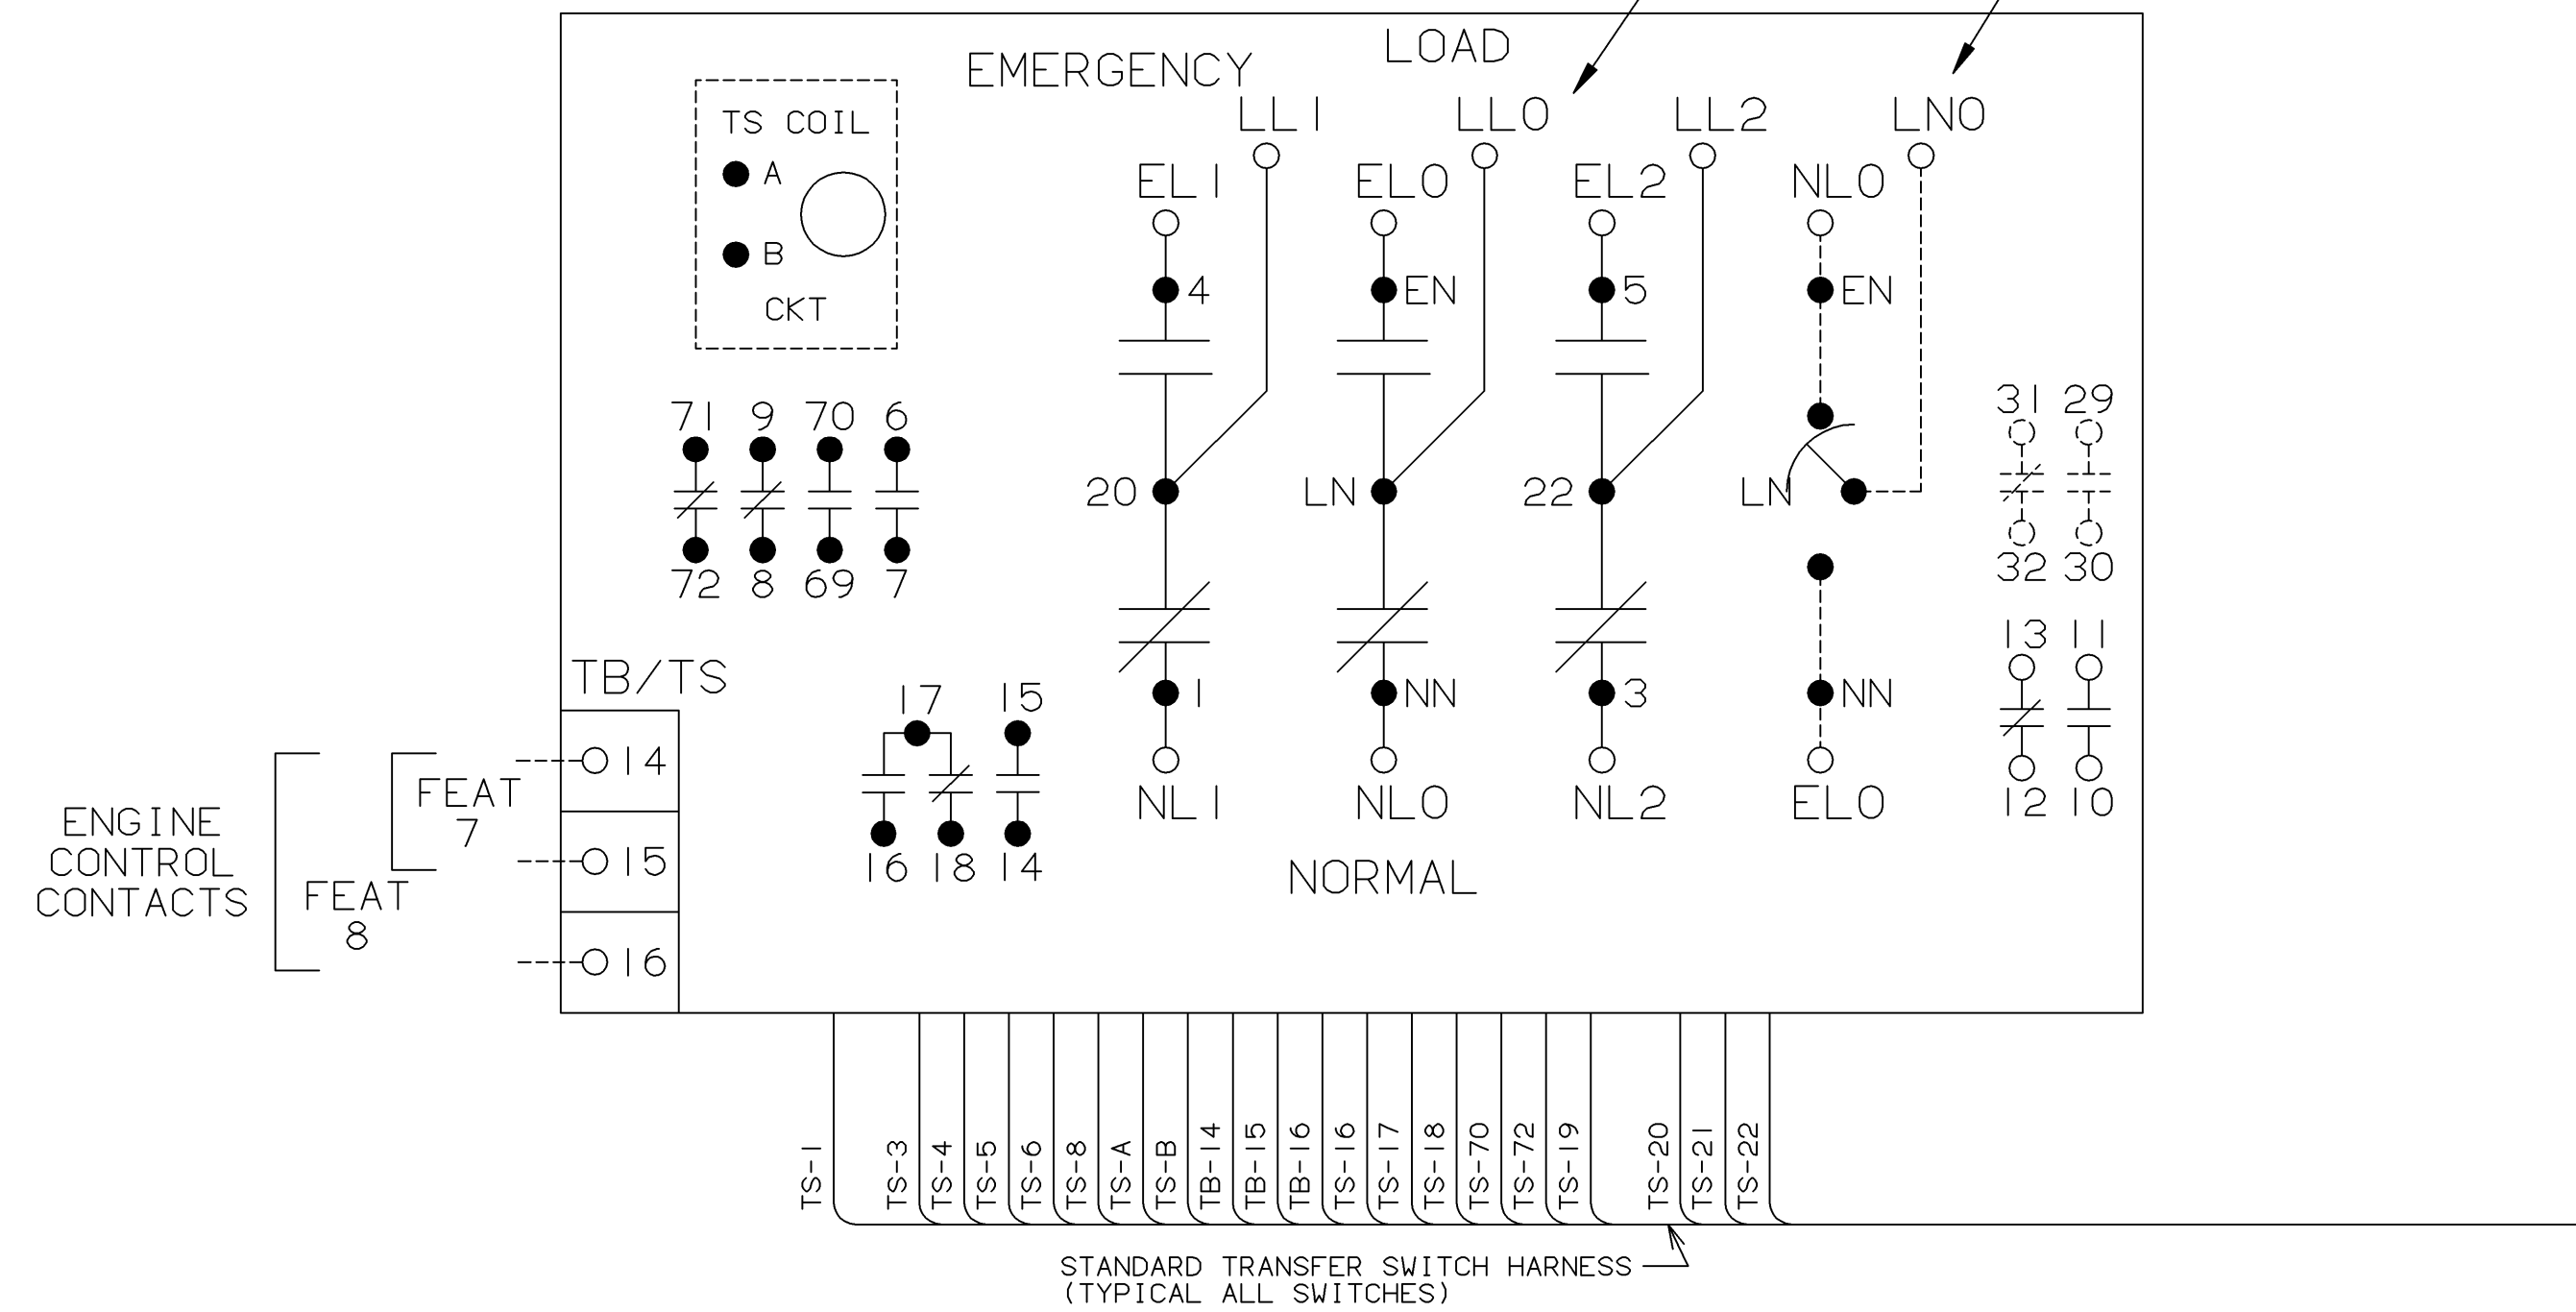 LOAD
EMERGENCY
LL1 LL0 LL2 LN0
TS COIL
EL1 EL0 EL2 NL0
A
B
4 EN 5 EN
CKT
71 9 70 6
31 29
20 LN 22 LN
72 8 69 7
32 30
13 11
TB/TS
17 15
1 NN 3 NN
14
FEAT
7
NL1 NL0 NL2 EL0
12 10
ENGINE
CONTROL
CONTACTS
15
16 18 14
NORMAL
FEAT
8
16
TS-1
TS-3
TS-4
TS-5
TS-6
TS-8
TS-A
TS-B
TB-14
TB-15
TB-16
TS-16
TS-17
TS-18
TS-70
TS-72
TS-19
TS-20
TS-21
TS-22
STANDARD TRANSFER SWITCH HARNESS
(TYPICAL ALL SWITCHES)